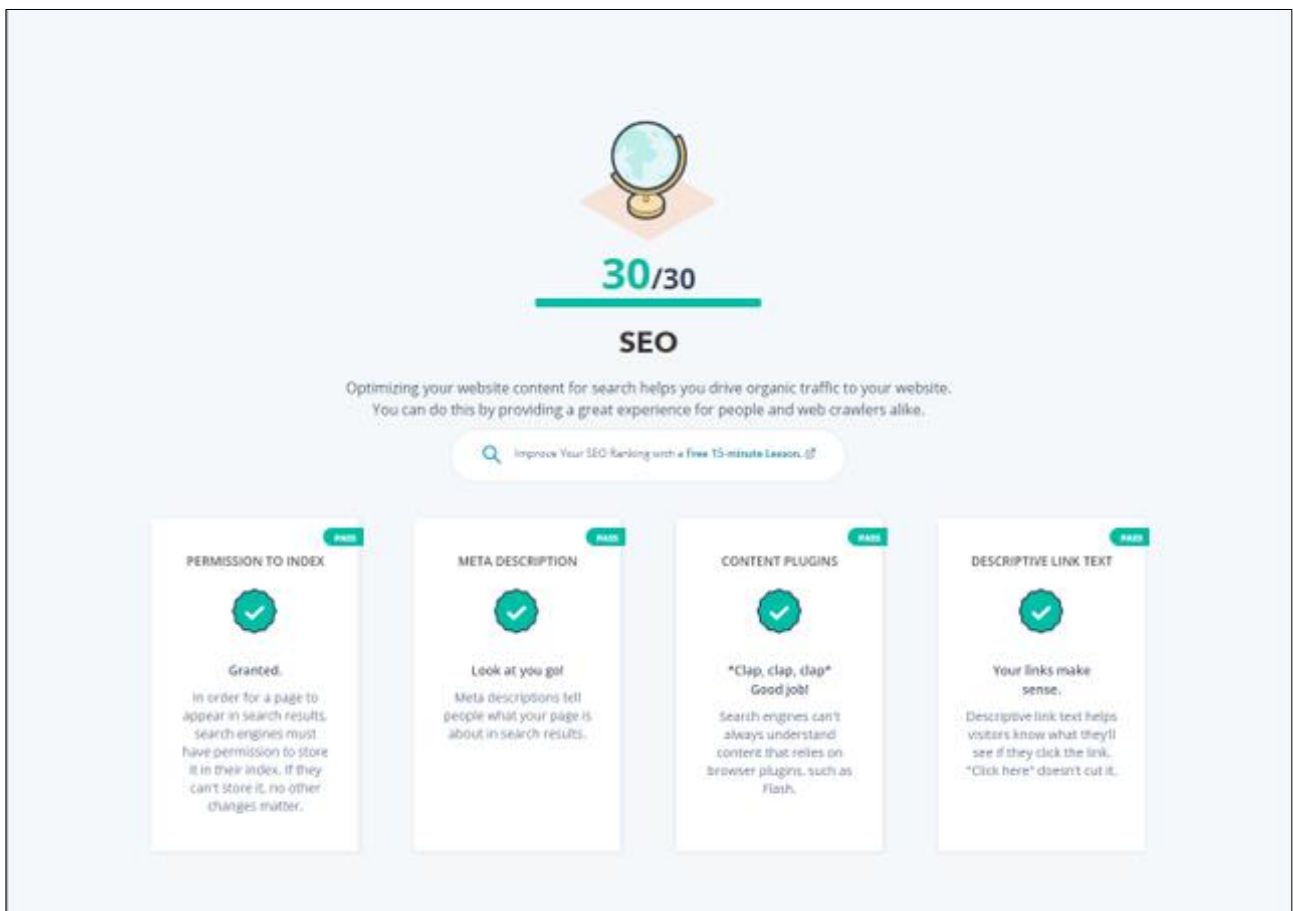 30/30
SEO
Optimizing your website content for search helps you drive organic traffic to your website.
You can do this by providing a great experience for people and web crawlers alike.
Improve Your SEO Ranking with a Free 15-minute Lesson.
PASS
PERMISSION TO INDEX
Granted.
In order for a page to
appear in search results,
search engines must
have permission to store
it in their index. If they
can't store it, no other
changes matter.
PASS
META DESCRIPTION
Look at you go!
Meta descriptions tell
people what your page is
about in search results.
PASS
CONTENT PLUGINS
*Clap, clap, clap*
Good job!
Search engines can't
always understand
content that relies on
browser plugins, such as
Flash.
PASS
DESCRIPTIVE LINK TEXT
Your links make
sense.
Descriptive link text helps
visitors know what they'll
see if they click the link.
"Click here" doesn't cut it.